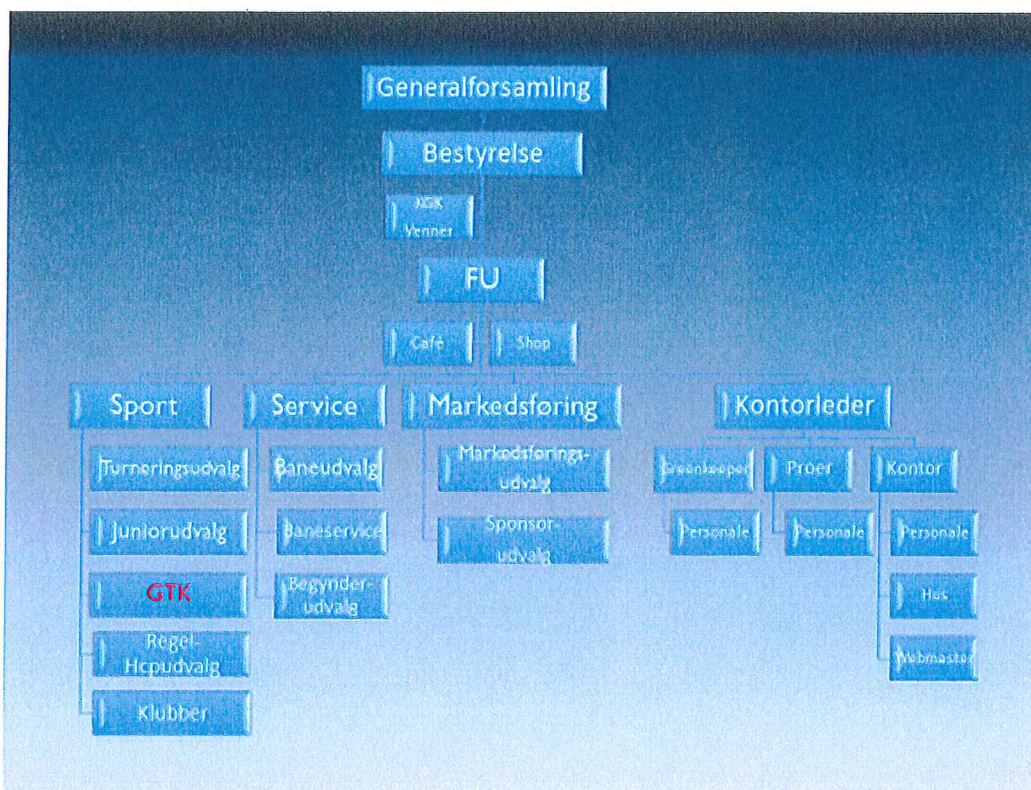 Generalforsamling
Bestyrelse
KGK
Venner
FU
Café
Shop
Sport
Service
Markedsføring
Kontorleder
Turneringsudvalg
Juniorudvalg
GTK
Regel-
Hcpudvalg
Klubber
Baneudvalg
Baneservice
Begynder-
udvalg
Markedsførings-
udvalg
Sponsor-
udvalg
Greenkeeper
Personale
Proer
Personale
Kontor
Personale
Hus
Webmaster